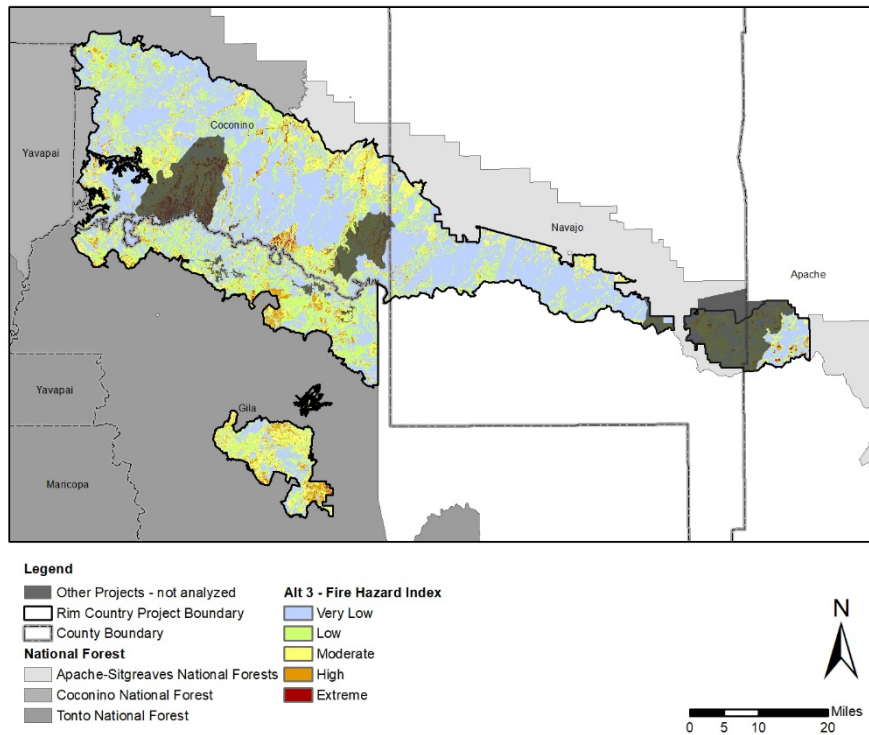 Coconino
Yavapai
Navajo
Apache
Yavapai
Gila
Maricopa
Legend
Other Projects - not analyzed
Rim Country Project Boundary
County Boundary
National Forest
Apache-Sitgreaves National Forests
Coconino National Forest
Tonto National Forest
Alt 3 - Fire Hazard Index
Very Low
Low
Moderate
High
Extreme
N
Miles
0 5 10 20